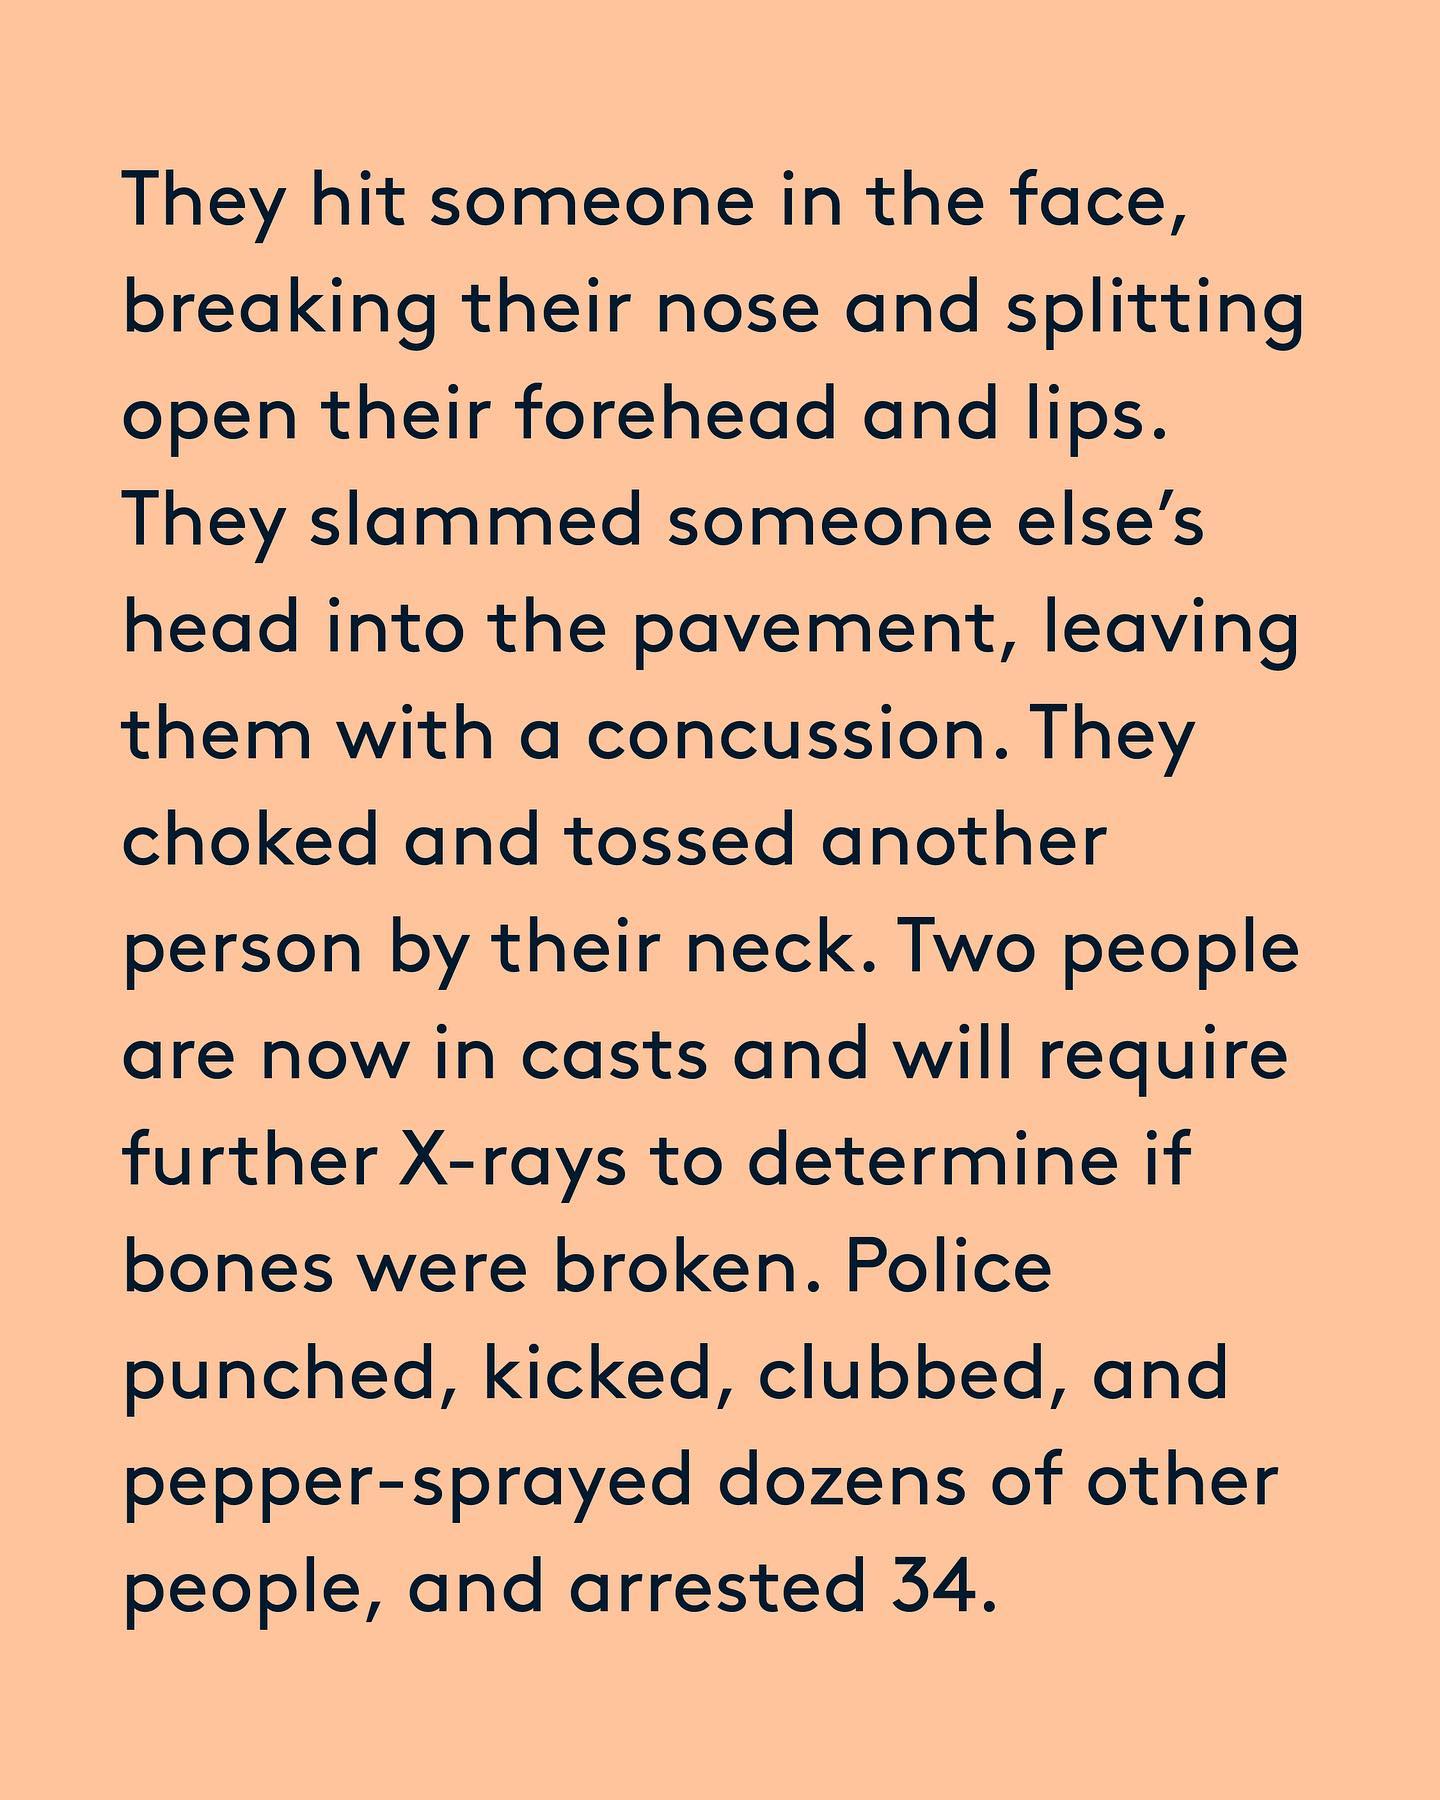 They hit someone in the face,
breaking their nose and splitting
open their forehead and lips.
They slammed someone else’s
head into the pavement, leaving
them with a concussion. They
choked and tossed another
person by their neck. Two people
are now in casts and will require
further X-rays to determine if
bones were broken. Police
punched, kicked, clubbed, and
pepper-sprayed dozens of other
people, and arrested 34.